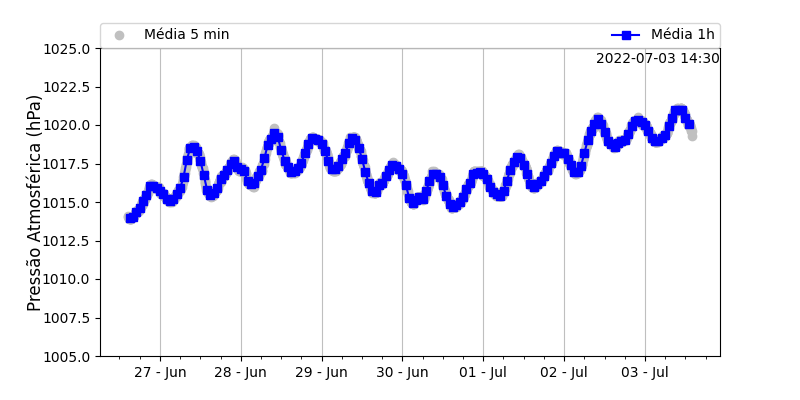 Média 5 min
Média 1h
2022-07-03 14:30
Pressão Atmosférica (hPa)
1025.0
1022.5
1020.0
1017.5
1015.0
1012.5
1010.0
1007.5
1005.0
27 - Jun
28 - Jun
29 - Jun
30 - Jun
01 - Jul
02 - Jul
03 - Jul